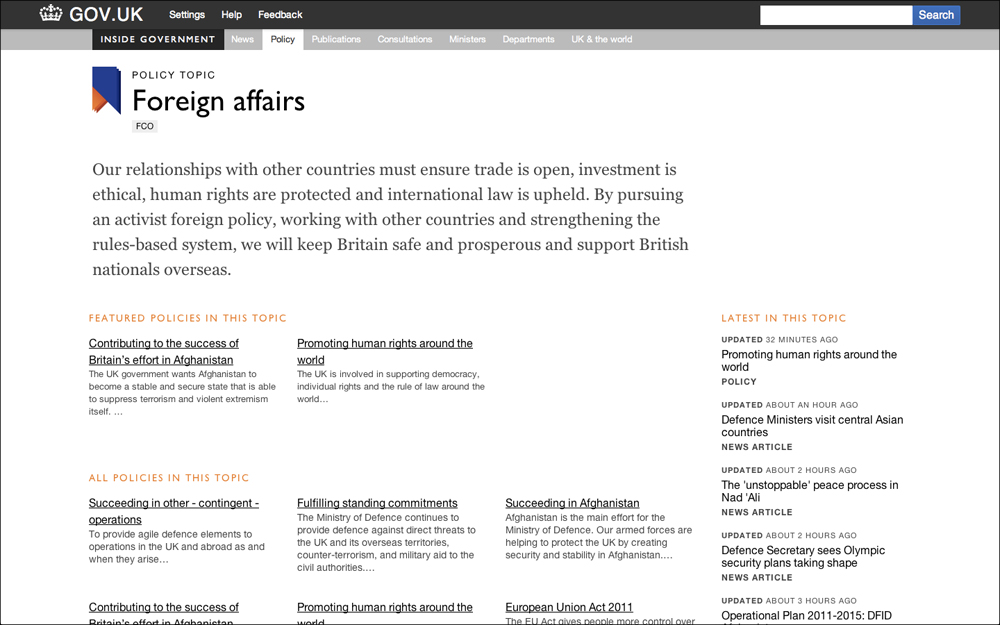 GOV.UK Settings Help Feedback Search
INSIDE GOVERNMENT News Policy Publications Consultations Ministers Departments UK & the world
POLICY TOPIC
Foreign affairs
FCO
Our relationships with other countries must ensure trade is open, investment is
ethical, human rights are protected and international law is upheld. By pursuing
an activist foreign policy, working with other countries and strengthening the
rules-based system, we will keep Britain safe and prosperous and support British
nationals overseas.
FEATURED POLICIES IN THIS TOPIC
Contributing to the success of
Britain's effort in Afghanistan
The UK government wants Afghanistan to
become a stable and secure state that is able
to suppress terrorism and violent extremism
itself. …
Promoting human rights around the
world
The UK is involved in supporting democracy,
individual rights and the rule of law around the
world…
ALL POLICIES IN THIS TOPIC
Succeeding in other - contingent -
operations
To provide agile defence elements to
operations in the UK and abroad as and
when they arise…
Fulfilling standing commitments
The Ministry of Defence continues to
provide defence against direct threats to
the UK and its overseas territories,
counter-terrorism, and military aid to the
civil authorities.…
Succeeding in Afghanistan
Afghanistan is the main effort for the
Ministry of Defence. Our armed forces are
helping to protect the UK by creating
security and stability in Afghanistan.…
Contributing to the success of
Britain's effort in Afghanistan
Promoting human rights around the
world
European Union Act 2011
The EU Act gives people more control over
LATEST IN THIS TOPIC
UPDATED 32 MINUTES AGO
Promoting human rights around the
world
POLICY
UPDATED ABOUT AN HOUR AGO
Defence Ministers visit central Asian
countries
NEWS ARTICLE
UPDATED ABOUT 2 HOURS AGO
The 'unstoppable' peace process in
Nad 'Ali
NEWS ARTICLE
UPDATED ABOUT 2 HOURS AGO
Defence Secretary sees Olympic
security plans taking shape
NEWS ARTICLE
UPDATED ABOUT 3 HOURS AGO
Operational Plan 2011-2015: DFID